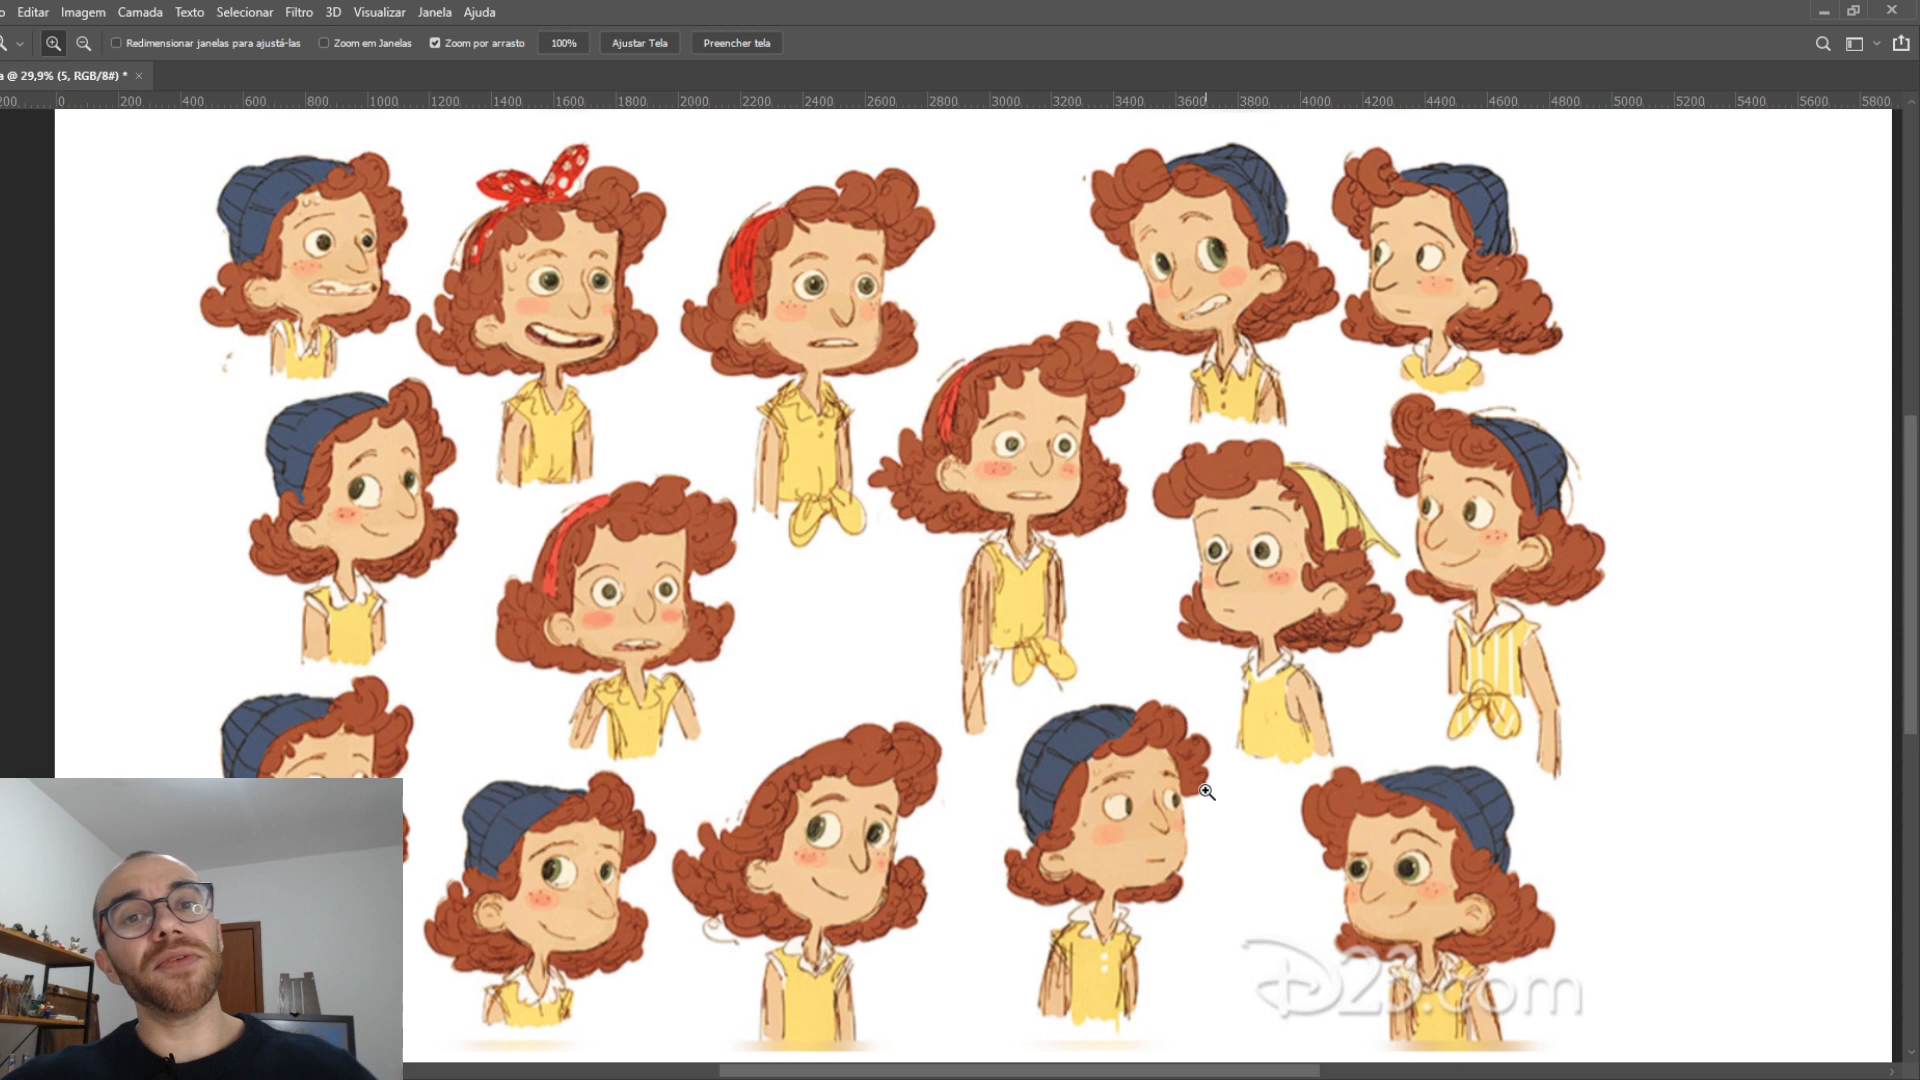 o Editar Imagem Camada Texto Selecionar Filtro 3D Visualizar Janela Ajuda
Redimensionar janelas para ajustá-las Zoom em Janelas Zoom por arrasto 100% Ajustar Tela Preencher tela
a @ 29,9% (5, RGB/8#) * ×
200 0 200 400 600 800 1000 1200 1400 1600 1800 2000 2200 2400 2600 2800 3000 3200 3400 3600 3800 4000 4200 4400 4600 4800 5000 5200 5400 5600 5800
D23.com